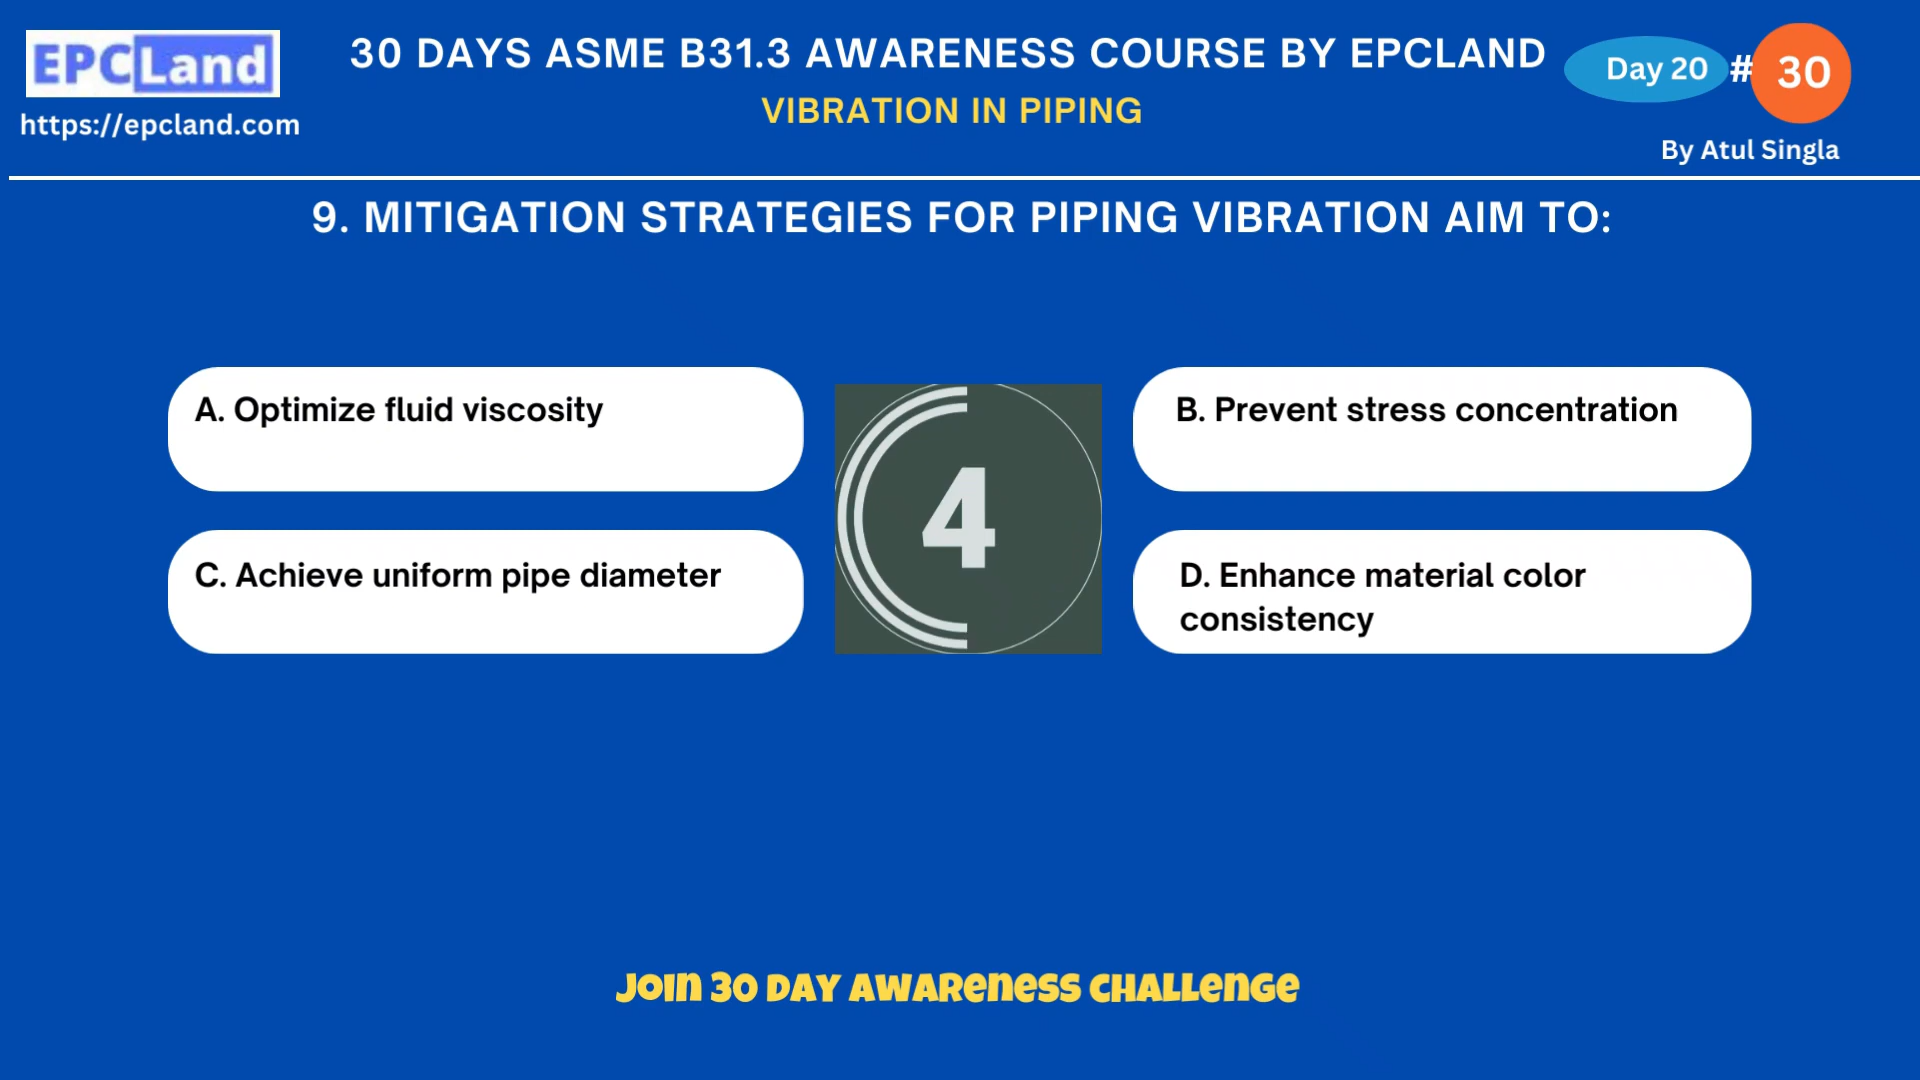 EPCLand
https://epcland.com
30 DAYS ASME B31.3 AWARENESS COURSE BY EPCLAND
VIBRATION IN PIPING
Day 20 # 30
By Atul Singla
9. MITIGATION STRATEGIES FOR PIPING VIBRATION AIM TO:
A. Optimize fluid viscosity
B. Prevent stress concentration
4
C. Achieve uniform pipe diameter
D. Enhance material color
consistency
Join 30 Day Awareness Challenge